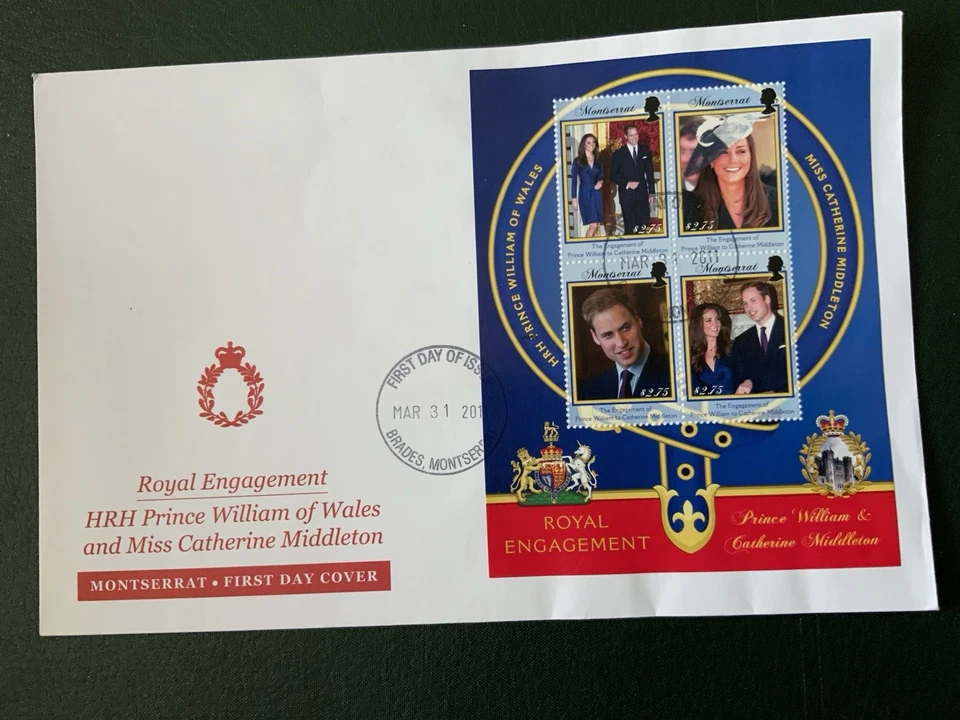 Royal Engagement
HRH Prince William of Wales
and Miss Catherine Middleton
MONTSERRAT • FIRST DAY COVER
FIRST DAY OF ISS
MAR 31 201
BRADES, MONTSERR
HRH PRINCE WILLIAM OF WALES
MISS CATHERINE MIDDLETON
Montserrat
$2.75
The Engagement of
Prince William to Catherine Middleton
Montserrat
$2.75
The Engagement of
Prince William to Catherine Middleton
MAR 31 2011
Montserrat
$2.75
The Engagement of
Prince William to Catherine Middleton
Montserrat
$2.75
The Engagement of
Prince William to Catherine Middleton
ROYAL
ENGAGEMENT
Prince William &
Catherine Middleton